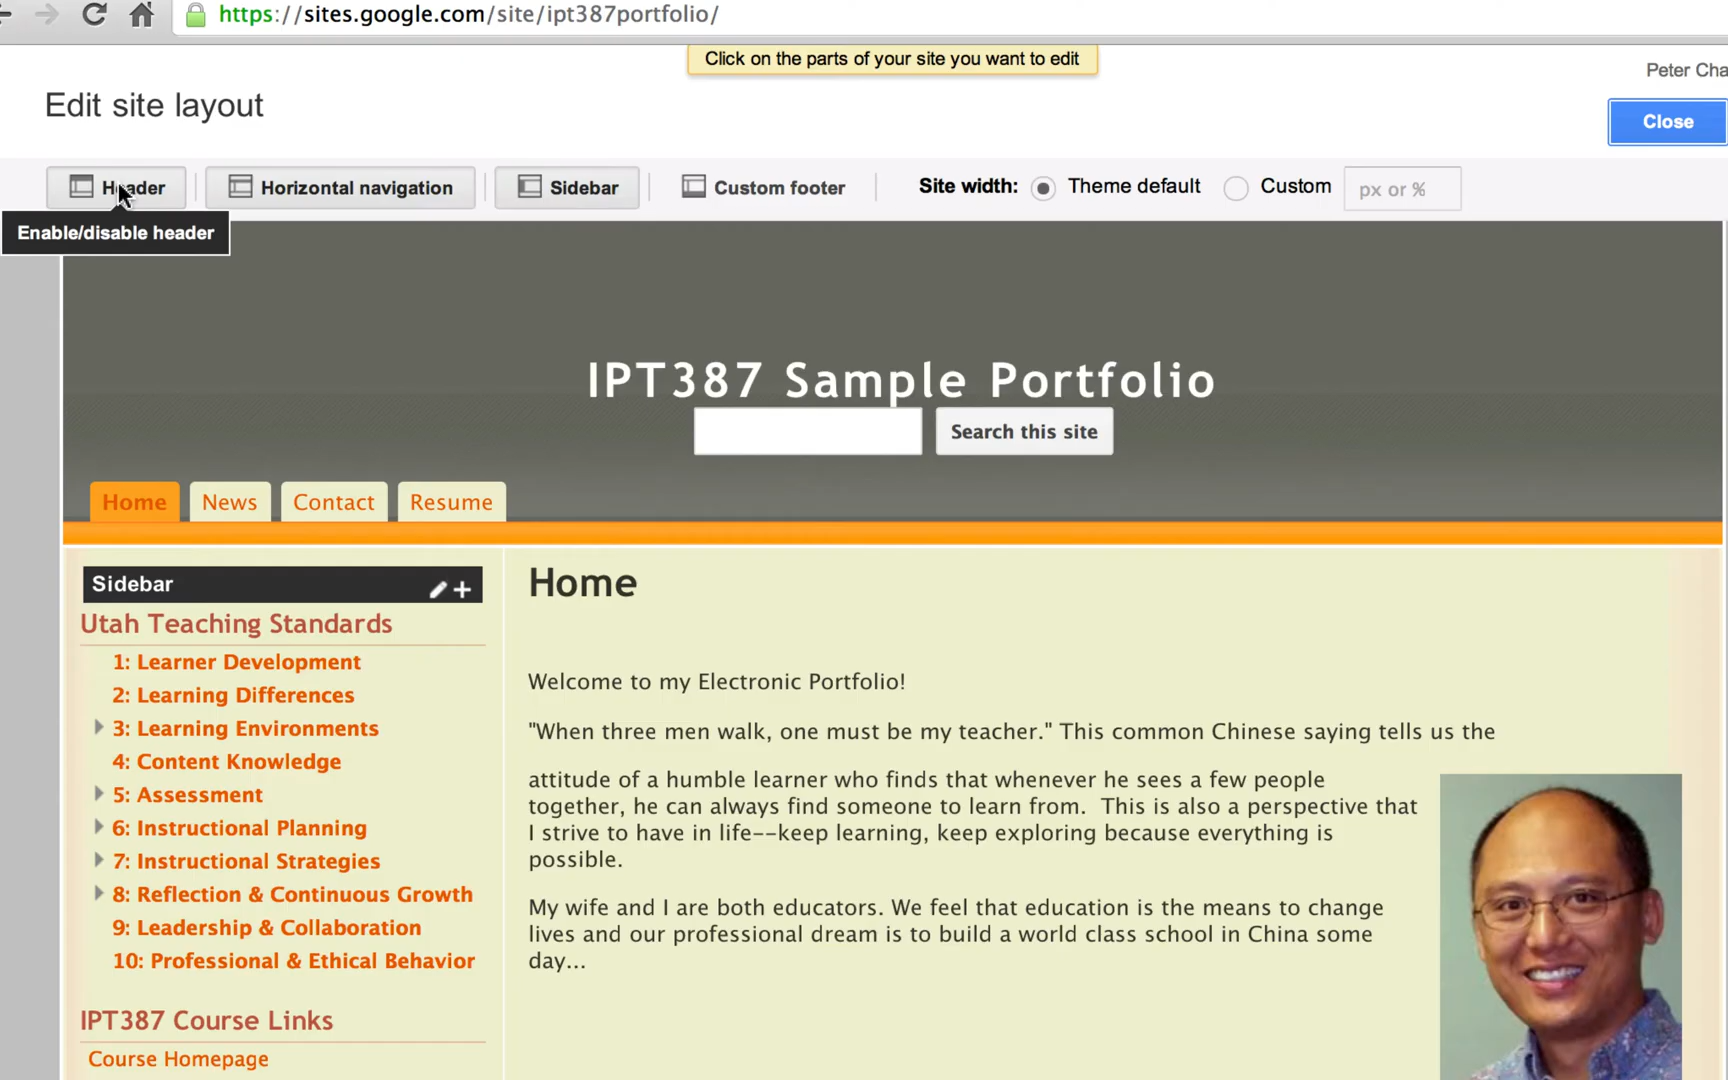 https://sites.google.com/site/ipt387portfolio/
Click on the parts of your site you want to edit
Peter Cha
Edit site layout
Close
Header
Horizontal navigation
Sidebar
Custom footer
Site width:
Theme default
Custom
px or %
Enable/disable header
IPT387 Sample Portfolio
Search this site
Home
News
Contact
Resume
Sidebar
Utah Teaching Standards
1: Learner Development
2: Learning Differences
3: Learning Environments
4: Content Knowledge
5: Assessment
6: Instructional Planning
7: Instructional Strategies
8: Reflection & Continuous Growth
9: Leadership & Collaboration
10: Professional & Ethical Behavior
IPT387 Course Links
Course Homepage
Home
Welcome to my Electronic Portfolio!
"When three men walk, one must be my teacher." This common Chinese saying tells us the
attitude of a humble learner who finds that whenever he sees a few people
together, he can always find someone to learn from.  This is also a perspective that
I strive to have in life--keep learning, keep exploring because everything is
possible.
My wife and I are both educators. We feel that education is the means to change
lives and our professional dream is to build a world class school in China some
day...